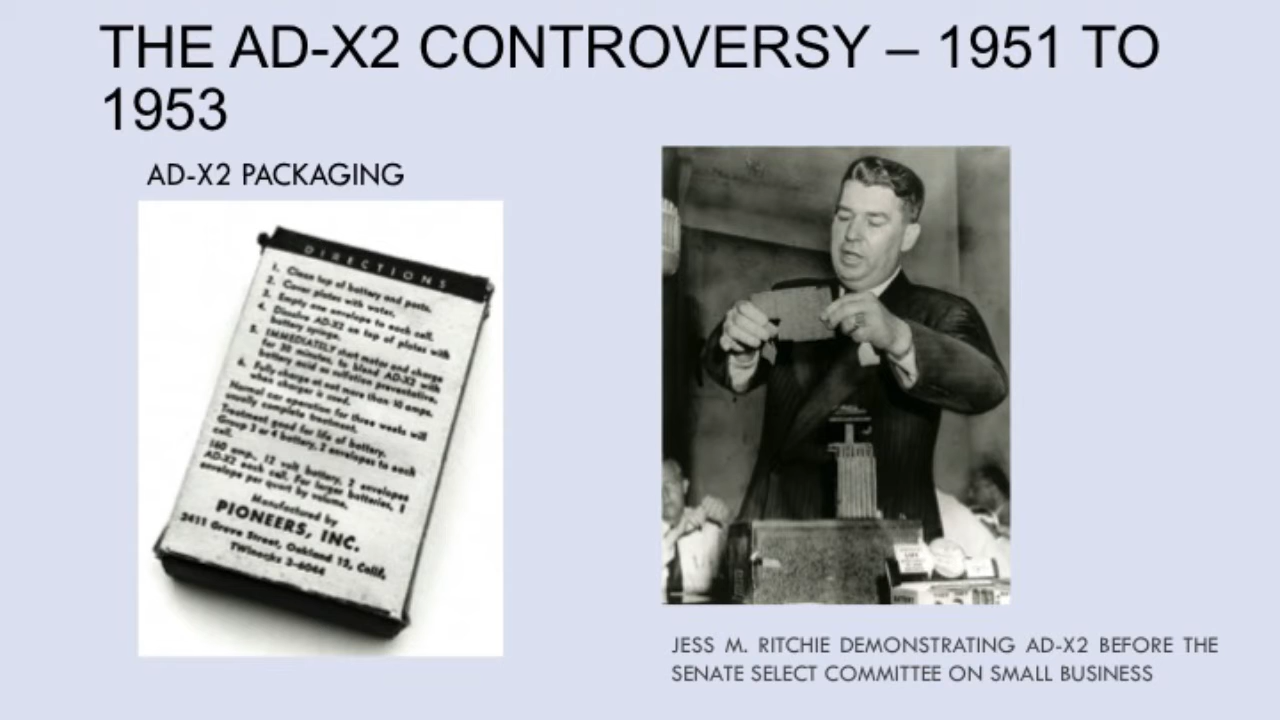 THE AD-X2 CONTROVERSY – 1951 TO
1953
AD-X2 PACKAGING
DIRECTIONS
1. Clean top of battery and posts.
2. Cover plates with water.
3. Empty one envelope to each cell.
4. Dissolve AD-X2 on top of plates with
battery syringe.
5. IMMEDIATELY start motor and charge
for 30 minutes, to blend AD-X2 with
battery acid as sulfation preventative.
6. Fully charge at not more than 10 amps.
when charger is used.
Normal car operation for three weeks will
usually complete treatment.
Treatment good for life of battery.
Group 3 or 4 battery, 2 envelopes to each
cell.
160 amp., 12 volt battery, 2 envelopes
AD-X2 each cell. For larger batteries, 1
envelope per quart by volume.
Manufactured by
PIONEERS, INC.
2411 Grove Street, Oakland 12, Calif.
TWinoaks 3-6044
JESS M. RITCHIE DEMONSTRATING AD-X2 BEFORE THE
SENATE SELECT COMMITTEE ON SMALL BUSINESS